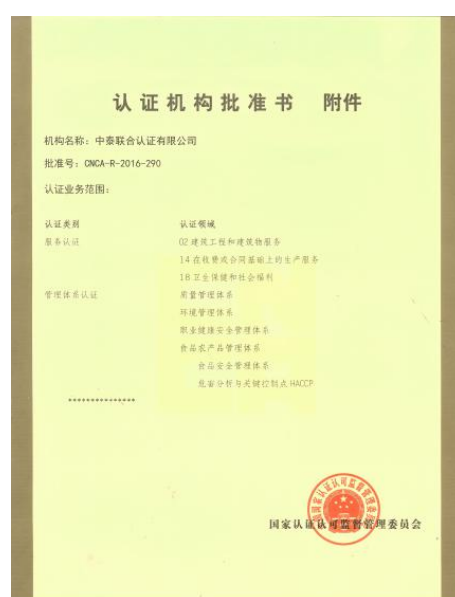 认证机构批准书 附件
机构名称：中泰联合认证有限公司
批准号：CNCA-R-2016-290
认证业务范围：
认证类别 认证领域
服务认证 02 建筑工程和建筑物服务
14 在收费或合同基础上的生产服务
18 卫生保健和社会福利
管理体系认证 质量管理体系
环境管理体系
职业健康安全管理体系
食品农产品管理体系
食品安全管理体系
危害分析与关键控制点 HACCP
***************
国家认证认可监督管理委员会